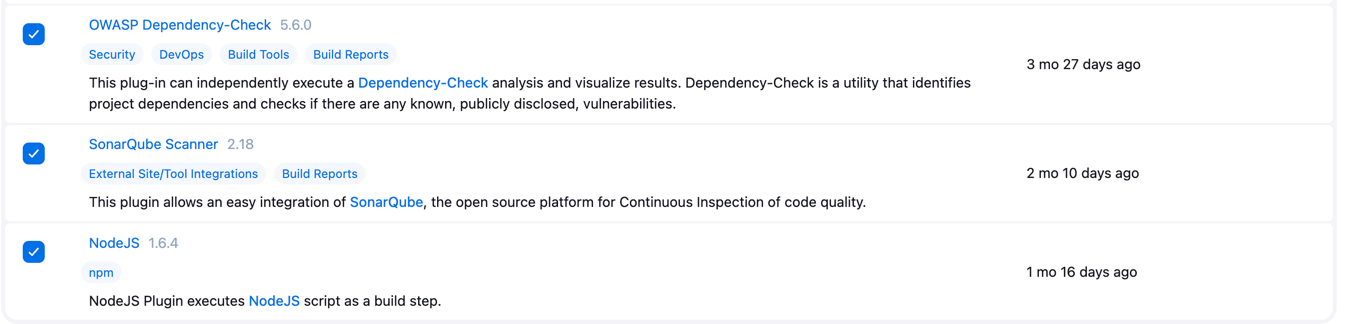 OWASP Dependency-Check 5.6.0
Security DevOps Build Tools Build Reports
This plug-in can independently execute a Dependency-Check analysis and visualize results. Dependency-Check is a utility that identifies
project dependencies and checks if there are any known, publicly disclosed, vulnerabilities.
3 mo 27 days ago
SonarQube Scanner 2.18
External Site/Tool Integrations Build Reports
This plugin allows an easy integration of SonarQube, the open source platform for Continuous Inspection of code quality.
2 mo 10 days ago
NodeJS 1.6.4
npm
NodeJS Plugin executes NodeJS script as a build step.
1 mo 16 days ago